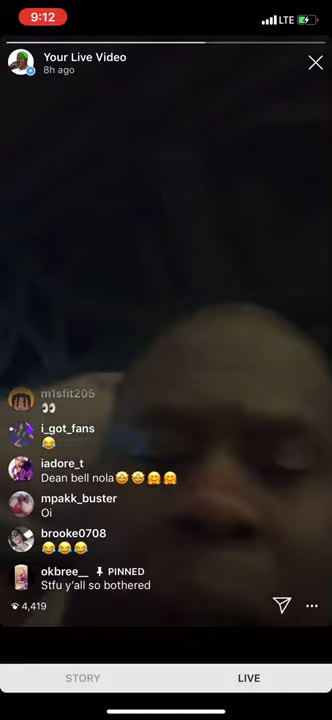 9:12
LTE
Your Live Video
8h ago
m1sfit205
👀
i_got_fans
😂
iadore_t
Dean bell nola🤩🤩🤗🤗
mpakk_buster
Oi
brooke0708
😂😂😂
okbree__ PINNED
Stfu y'all so bothered
4,419
STORY LIVE